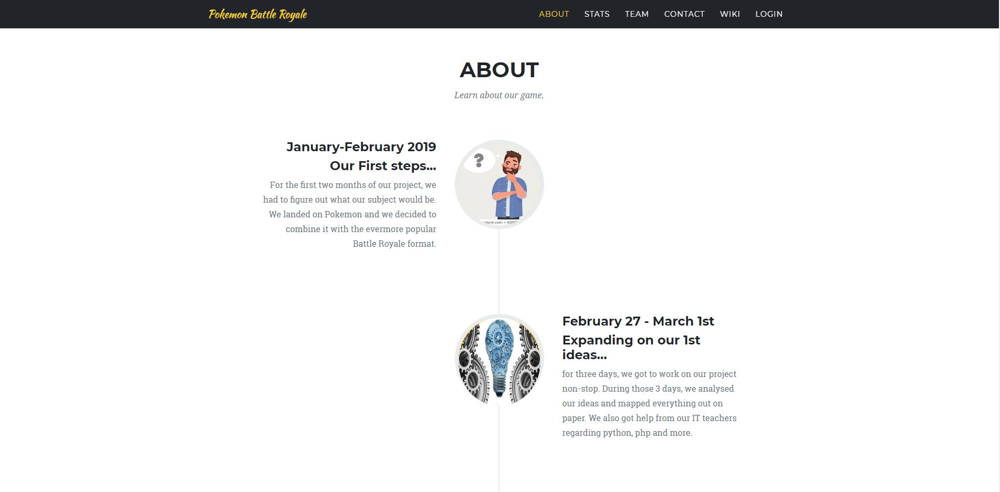 Pokemon Battle Royale
ABOUT STATS TEAM CONTACT WIKI LOGIN
ABOUT
Learn about our game.
January-February 2019
Our First steps...
For the first two months of our project, we
had to figure out what our subject would be.
We landed on Pokemon and we decided to
combine it with the evermore popular
Battle Royale format.
?
stock.com • 639
February 27 - March 1st
Expanding on our 1st
ideas...
for three days, we got to work on our project
non-stop. During those 3 days, we analysed
our ideas and mapped everything out on
paper. We also got help from our IT teachers
regarding python, php and more.